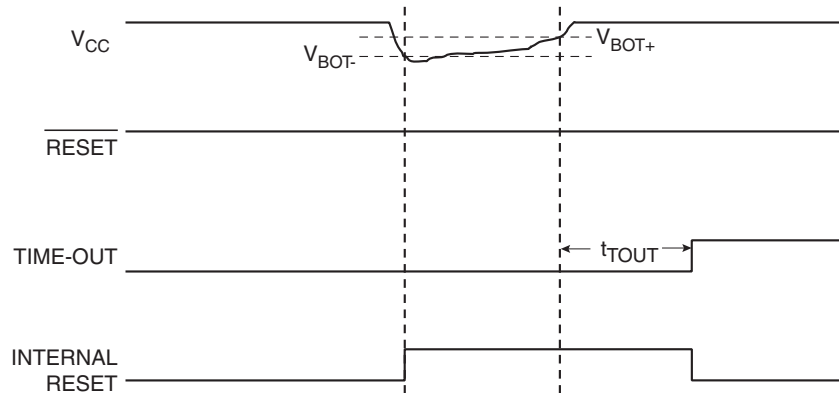 VCC
VBOT-
VBOT+
RESET
TIME-OUT
tTOUT
INTERNAL
RESET